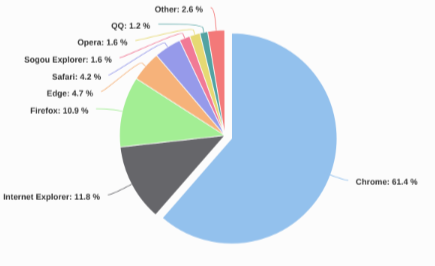 Other: 2.6 %
QQ: 1.2 %
Opera: 1.6 %
Sogou Explorer: 1.6 %
Safari: 4.2 %
Edge: 4.7 %
Firefox: 10.9 %
Internet Explorer: 11.8 %
Chrome: 61.4 %